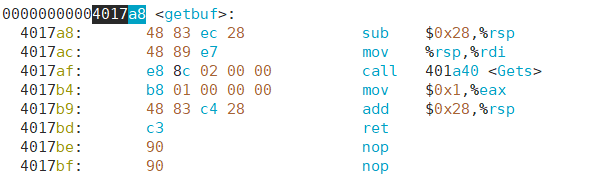 00000000004017a8 <getbuf>:
4017a8: 48 83 ec 28 sub $0x28,%rsp
4017ac: 48 89 e7 mov %rsp,%rdi
4017af: e8 8c 02 00 00 call 401a40 <Gets>
4017b4: b8 01 00 00 00 mov $0x1,%eax
4017b9: 48 83 c4 28 add $0x28,%rsp
4017bd: c3 ret
4017be: 90 nop
4017bf: 90 nop